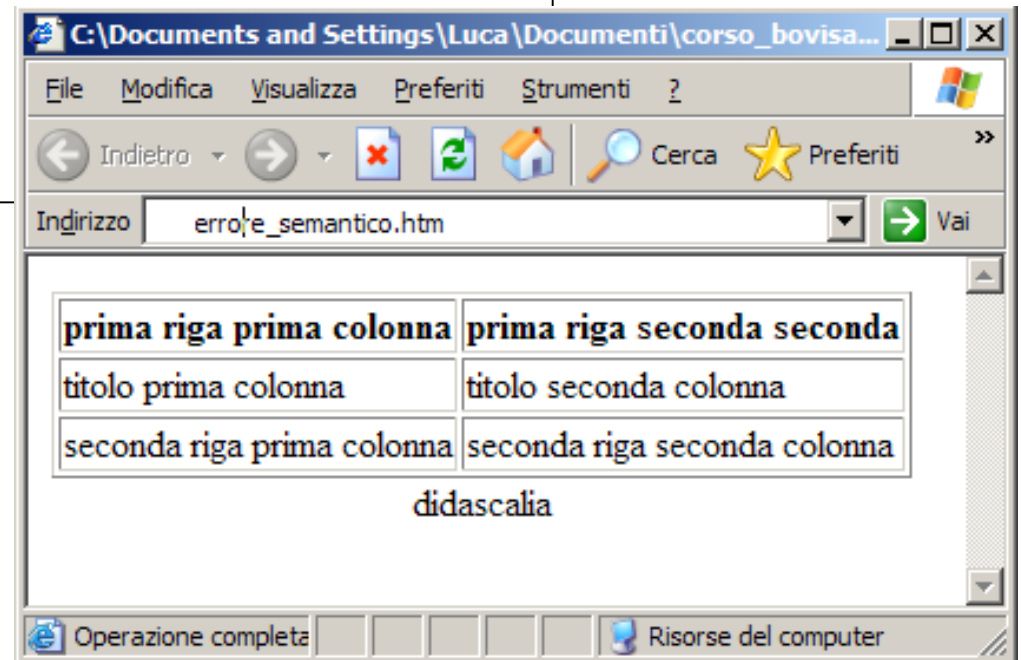 C:\Documents and Settings\Luca\Documenti\corso_bovisa...
File Modifica Visualizza Preferiti Strumenti ?
Indietro Cerca Preferiti »
Indirizzo errore_semantico.htm Vai
prima riga prima colonna prima riga seconda seconda
titolo prima colonna titolo seconda colonna
seconda riga prima colonna seconda riga seconda colonna
didascalia
Operazione completa Risorse del computer